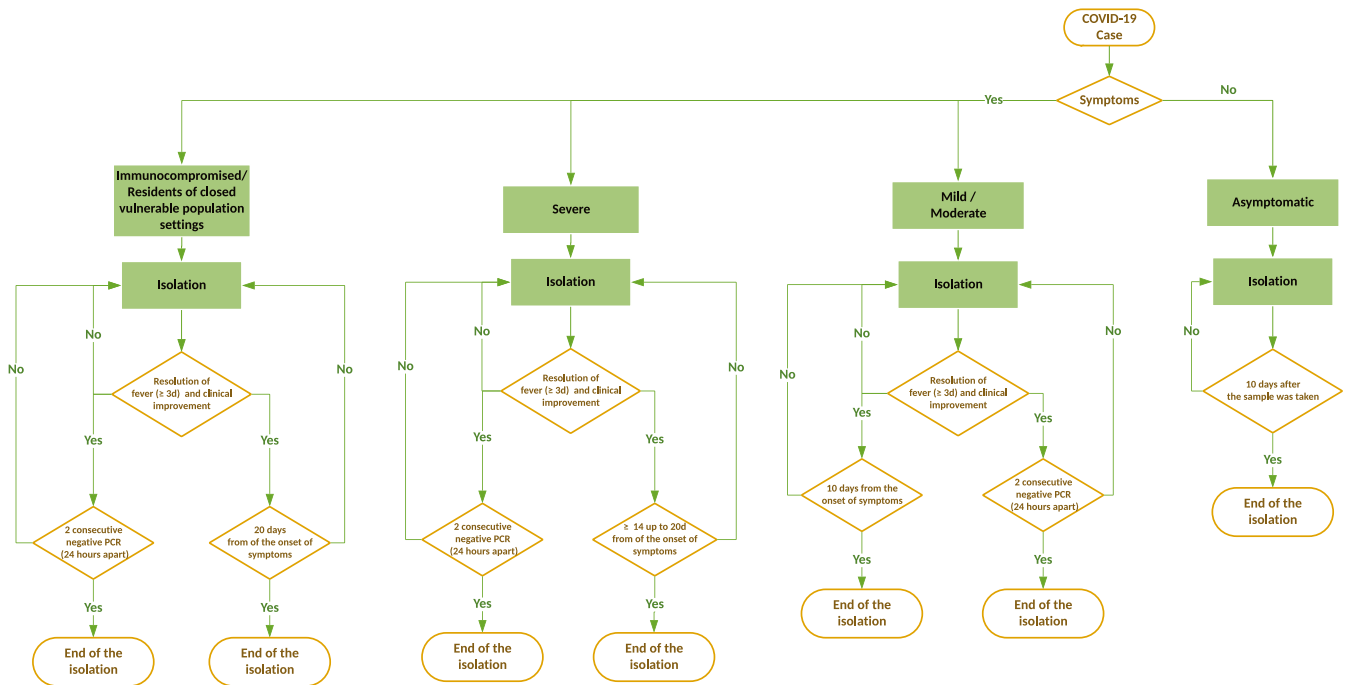 COVID-19
Case
Symptoms
Yes
No
Immunocompromised/
Residents of closed
vulnerable population
settings
Severe
Mild /
Moderate
Asymptomatic
Isolation
Isolation
Isolation
Isolation
No
No
No
No
No
No
No
No
No
No
Resolution of
fever (≥ 3d) and clinical
improvement
Resolution of
fever (≥ 3d) and clinical
improvement
Resolution of
fever (≥ 3d) and clinical
improvement
10 days after
the sample was taken
Yes
Yes
Yes
Yes
Yes
Yes
Yes
2 consecutive
negative PCR
(24 hours apart)
20 days
from of the onset of
symptoms
2 consecutive
negative PCR
(24 hours apart)
≥ 14 up to 20d
from of the onset of
symptoms
10 days from the
onset of symptoms
2 consecutive
negative PCR
(24 hours apart)
End of the
isolation
Yes
Yes
Yes
Yes
Yes
Yes
End of the
isolation
End of the
isolation
End of the
isolation
End of the
isolation
End of the
isolation
End of the
isolation